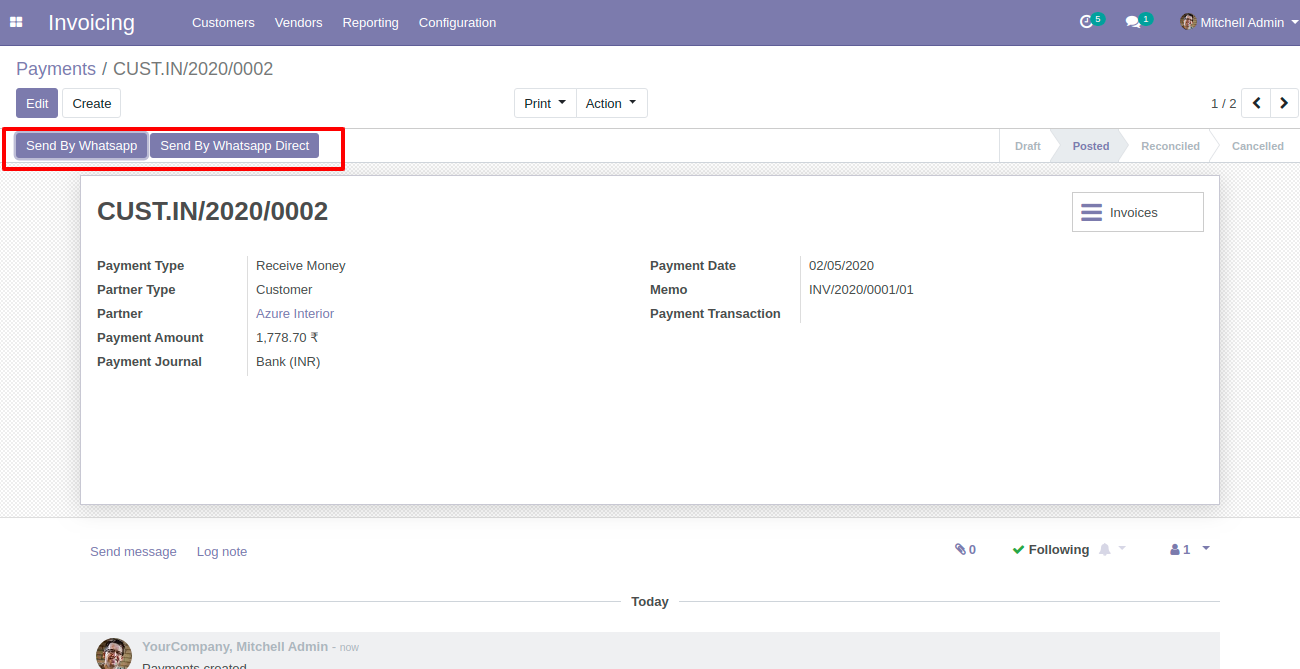 Invoicing Customers Vendors Reporting Configuration 5 1 Mitchell Admin
Payments / CUST.IN/2020/0002
Edit Create Print Action 1 / 2
Send By Whatsapp Send By Whatsapp Direct Draft Posted Reconciled Cancelled
CUST.IN/2020/0002 Invoices
Payment Type Receive Money Payment Date 02/05/2020
Partner Type Customer Memo INV/2020/0001/01
Partner Azure Interior Payment Transaction
Payment Amount 1,778.70 ₹
Payment Journal Bank (INR)
Send message Log note 0 Following 1
Today
YourCompany, Mitchell Admin - now
Payments created